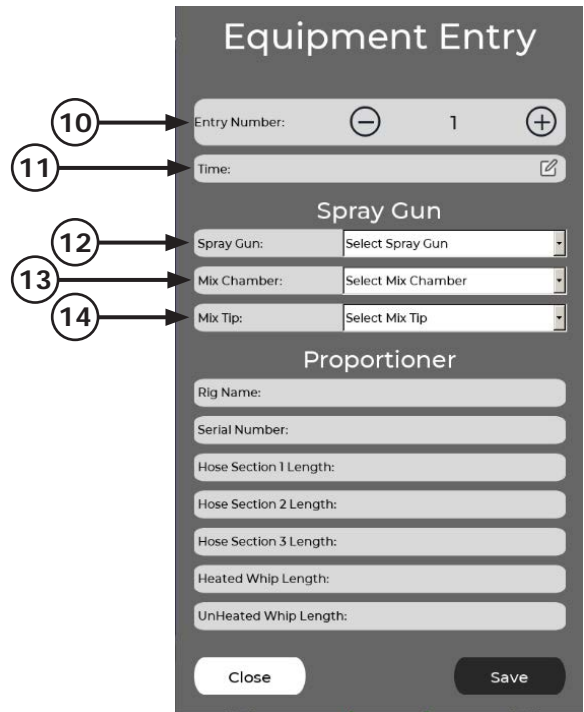 Equipment Entry
10 Entry Number: 1
11 Time:
Spray Gun
12 Spray Gun: Select Spray Gun
13 Mix Chamber: Select Mix Chamber
14 Mix Tip: Select Mix Tip
Proportioner
Rig Name:
Serial Number:
Hose Section 1 Length:
Hose Section 2 Length:
Hose Section 3 Length:
Heated Whip Length:
UnHeated Whip Length:
Close Save